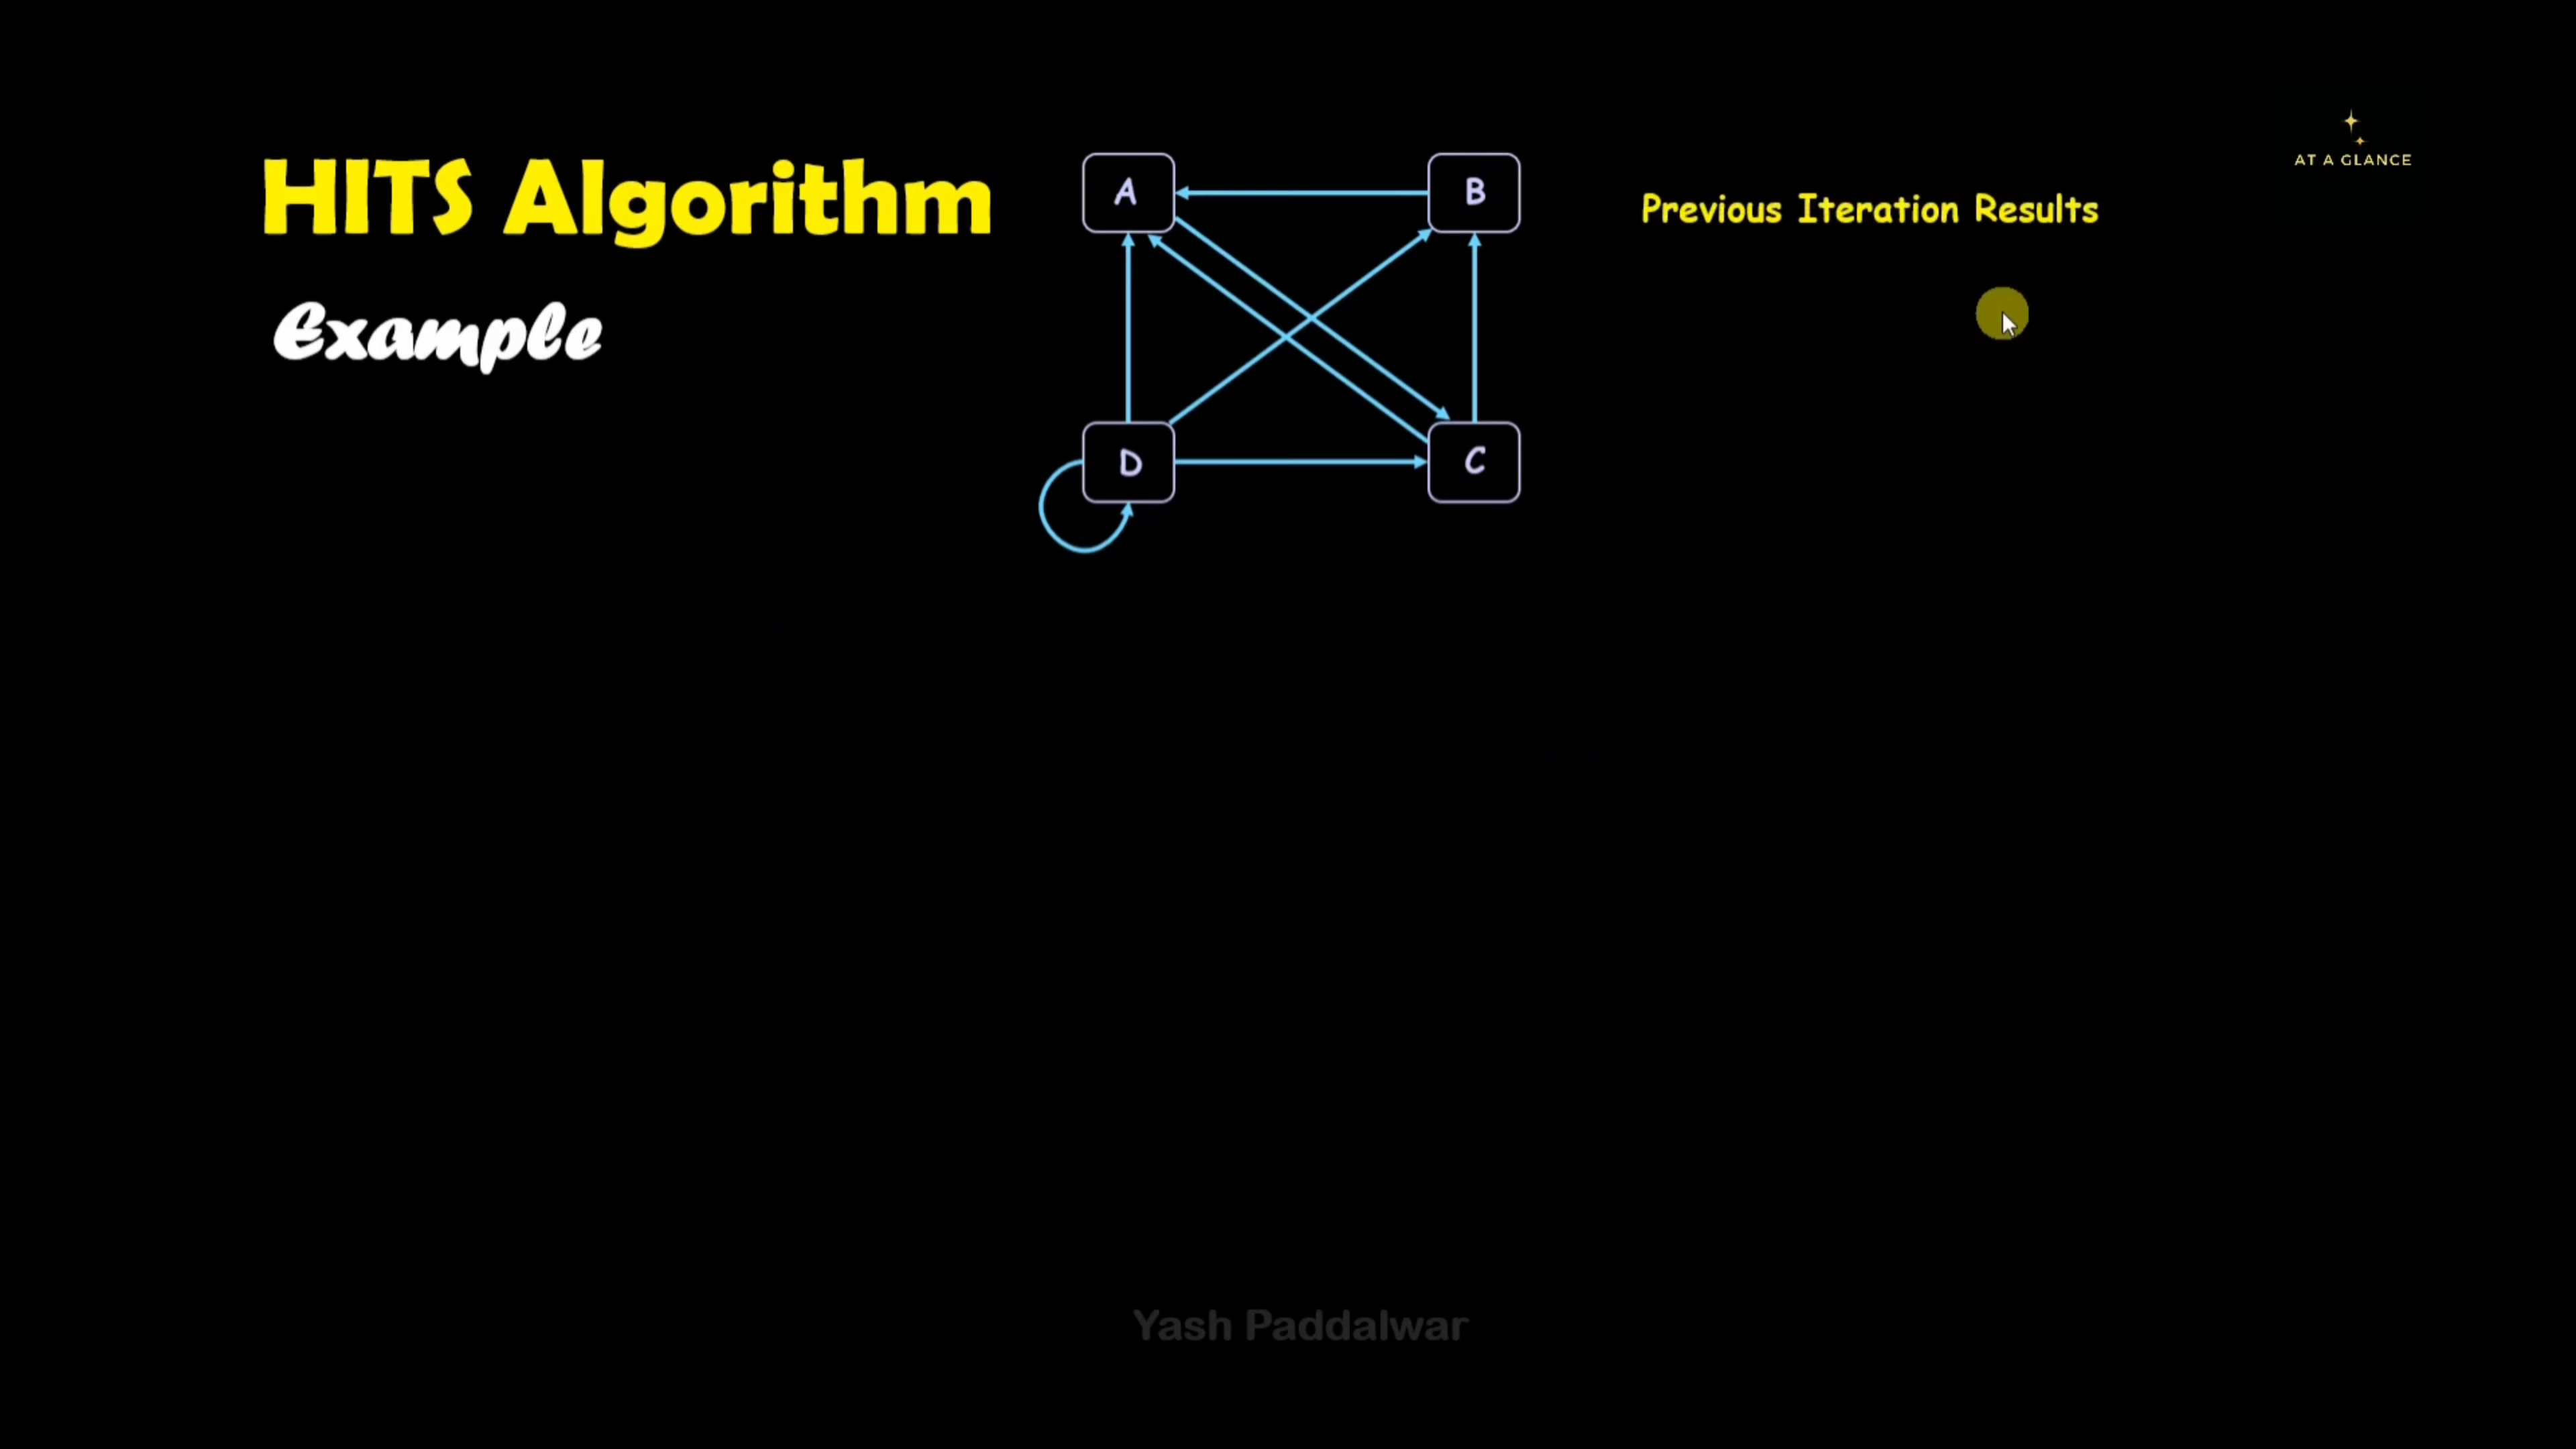 HITS Algorithm
Example
A
B
D
C
Previous Iteration Results
AT A GLANCE
Yash Paddalwar